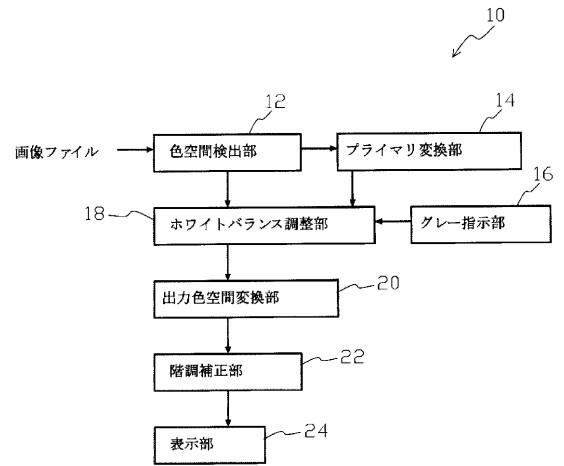 10
12
14
画像ファイル
色空間検出部
プライマリ変換部
16
18
ホワイトバランス調整部
グレー指示部
出力色空間変換部
20
階調補正部
22
表示部
24